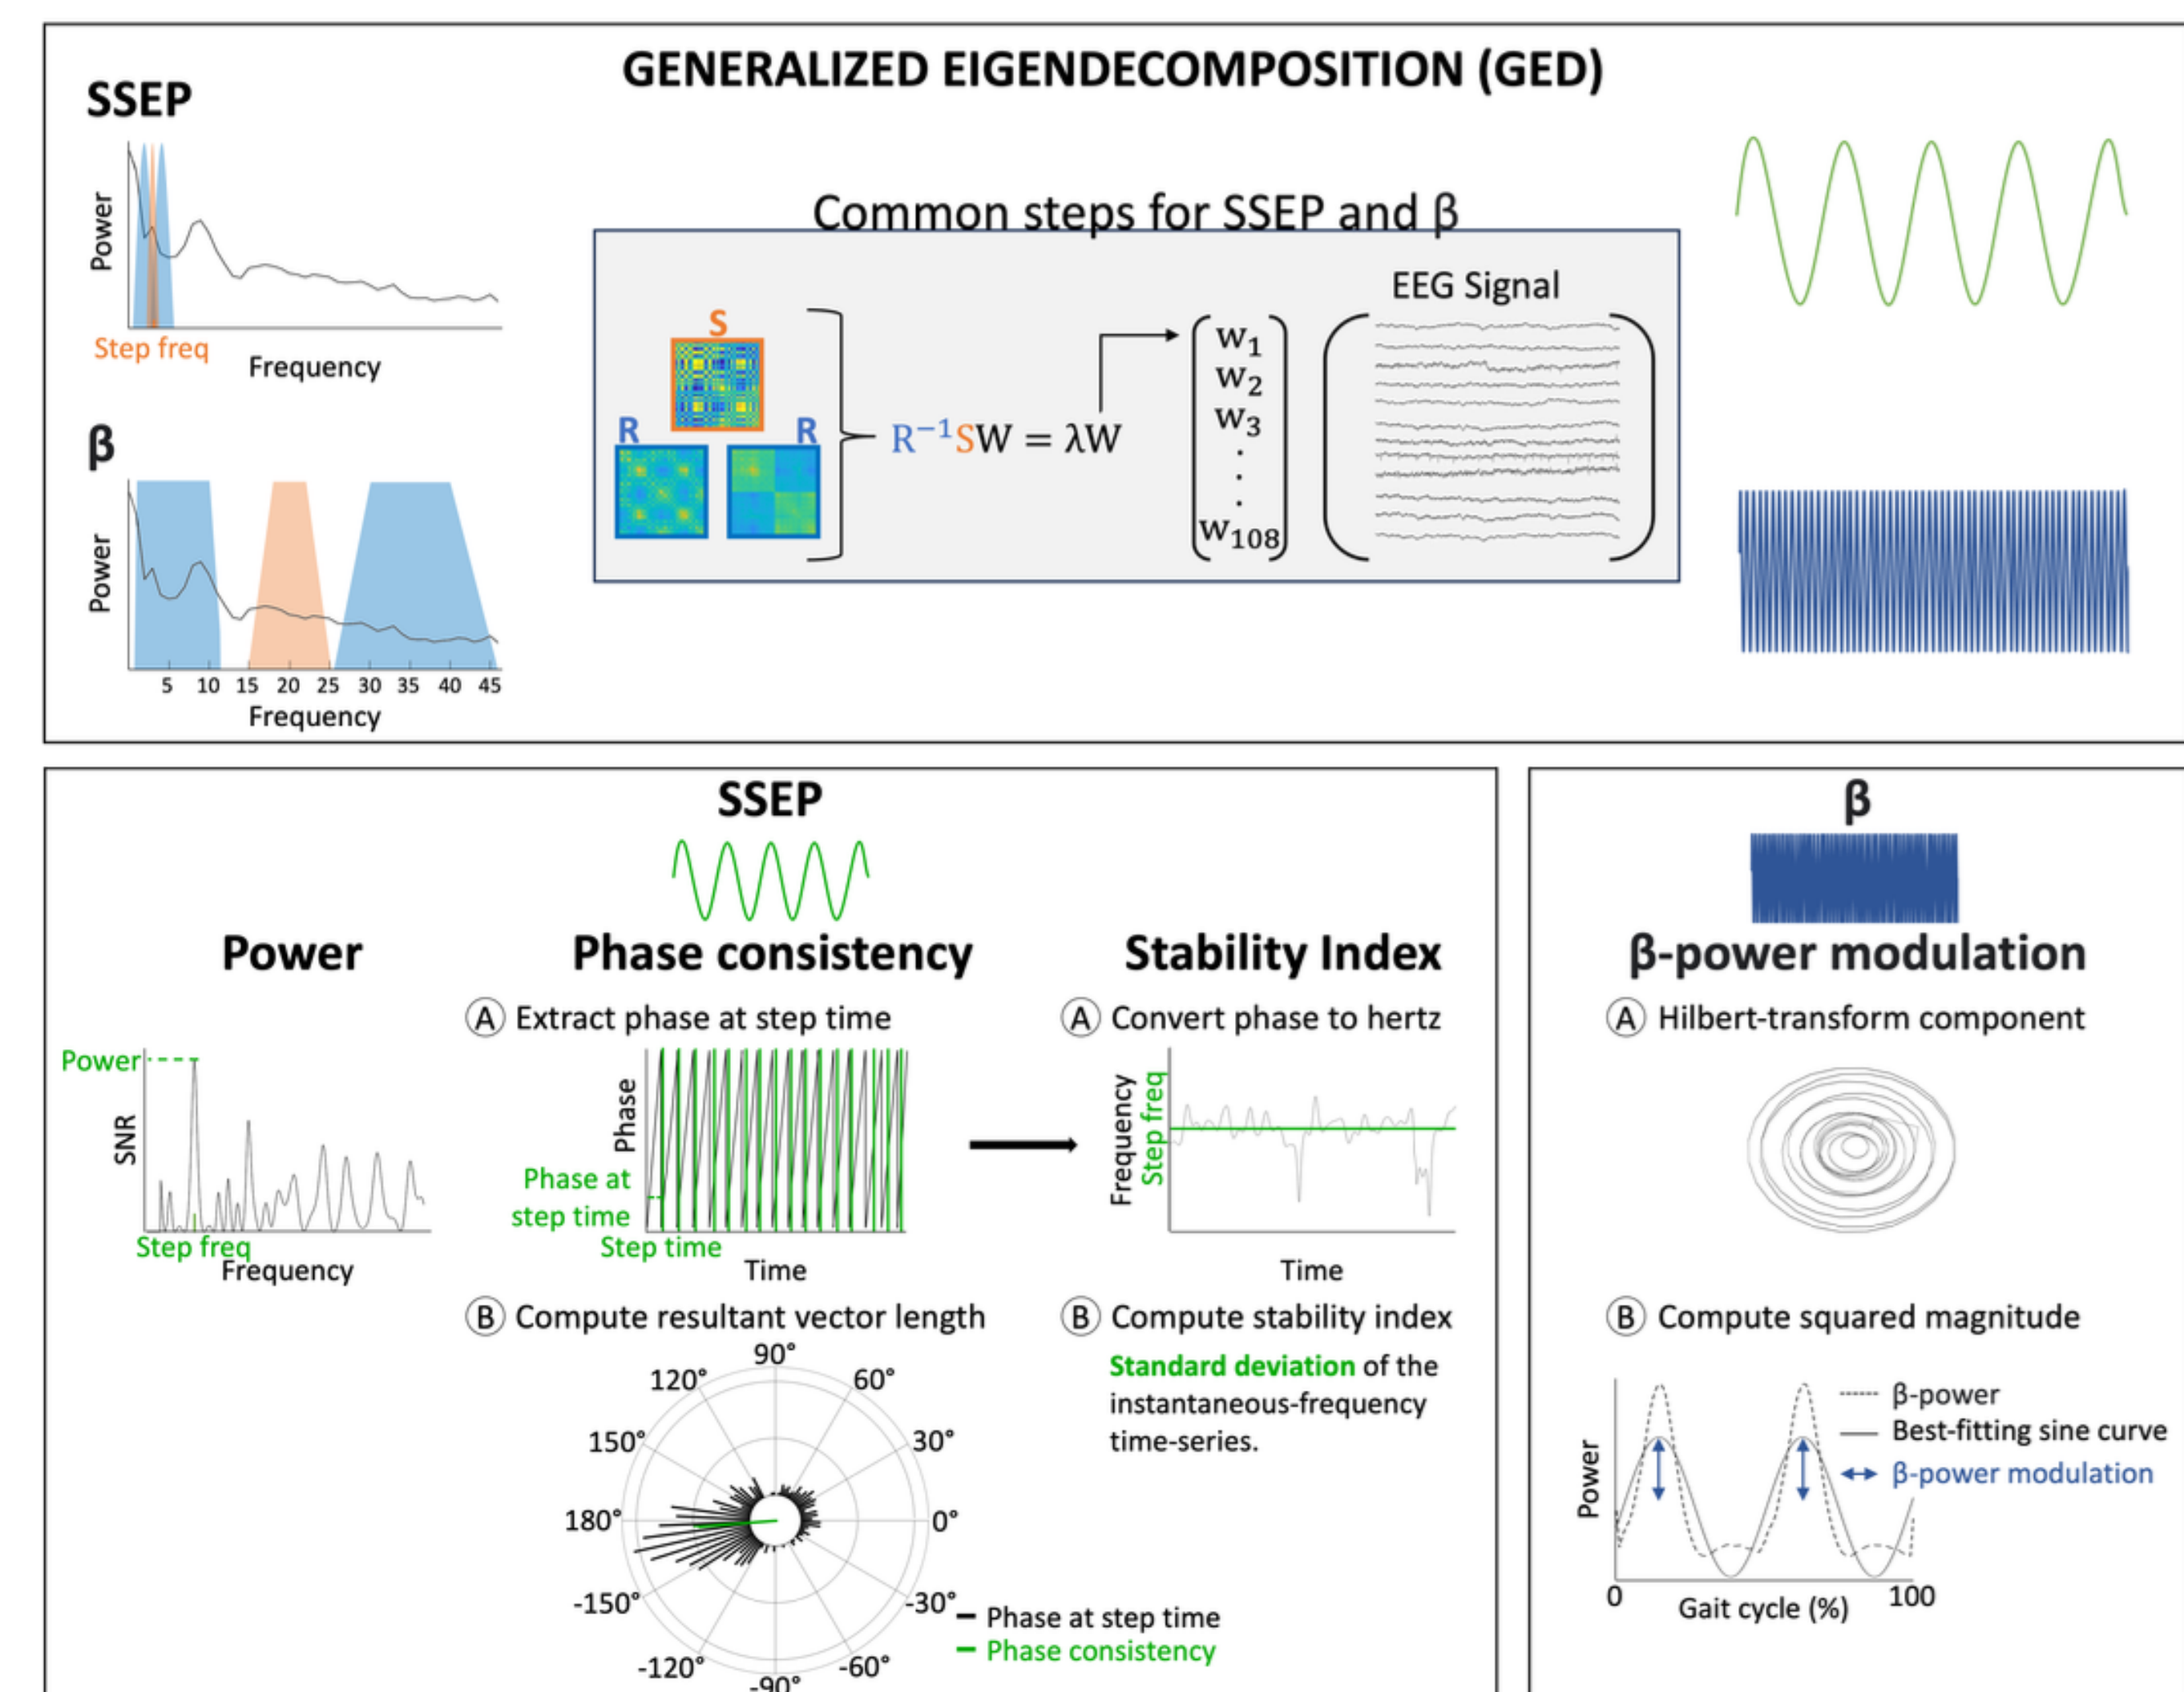 GENERALIZED EIGENDECOMPOSITION (GED)
SSEP
Power
Step freq
Frequency
β
Power
5 10 15 20 25 30 35 40 45
Frequency
Common steps for SSEP and β
S
R R
R⁻¹SW = λW
w₁
w₂
w₃
.
.
.
w₁₀₈
EEG Signal
SSEP
Power
Power
SNR
Step freq
Frequency
Phase consistency
A Extract phase at step time
Phase
Phase at
step time
Step time
Time
B Compute resultant vector length
90°
120° 60°
150° 30°
180° 0°
-150° -30°
-120° -60°
-90°
Phase at step time
Phase consistency
Stability Index
A Convert phase to hertz
Frequency
Step freq
Time
B Compute stability index
Standard deviation of the
instantaneous-frequency
time-series.
β
β-power modulation
A Hilbert-transform component
B Compute squared magnitude
Power
β-power
Best-fitting sine curve
β-power modulation
0 100
Gait cycle (%)